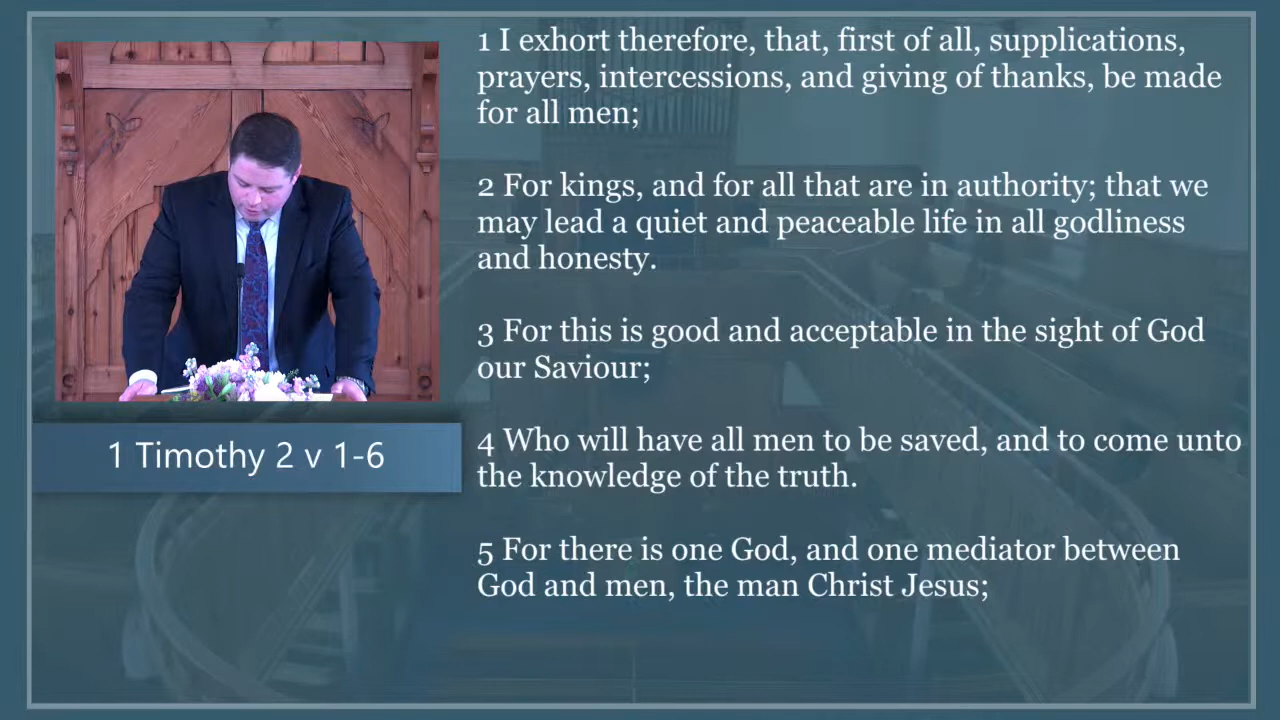 1 I exhort therefore, that, first of all, supplications,
prayers, intercessions, and giving of thanks, be made
for all men;
2 For kings, and for all that are in authority; that we
may lead a quiet and peaceable life in all godliness
and honesty.
3 For this is good and acceptable in the sight of God
our Saviour;
4 Who will have all men to be saved, and to come unto
the knowledge of the truth.
5 For there is one God, and one mediator between
God and men, the man Christ Jesus;
1 Timothy 2 v 1-6